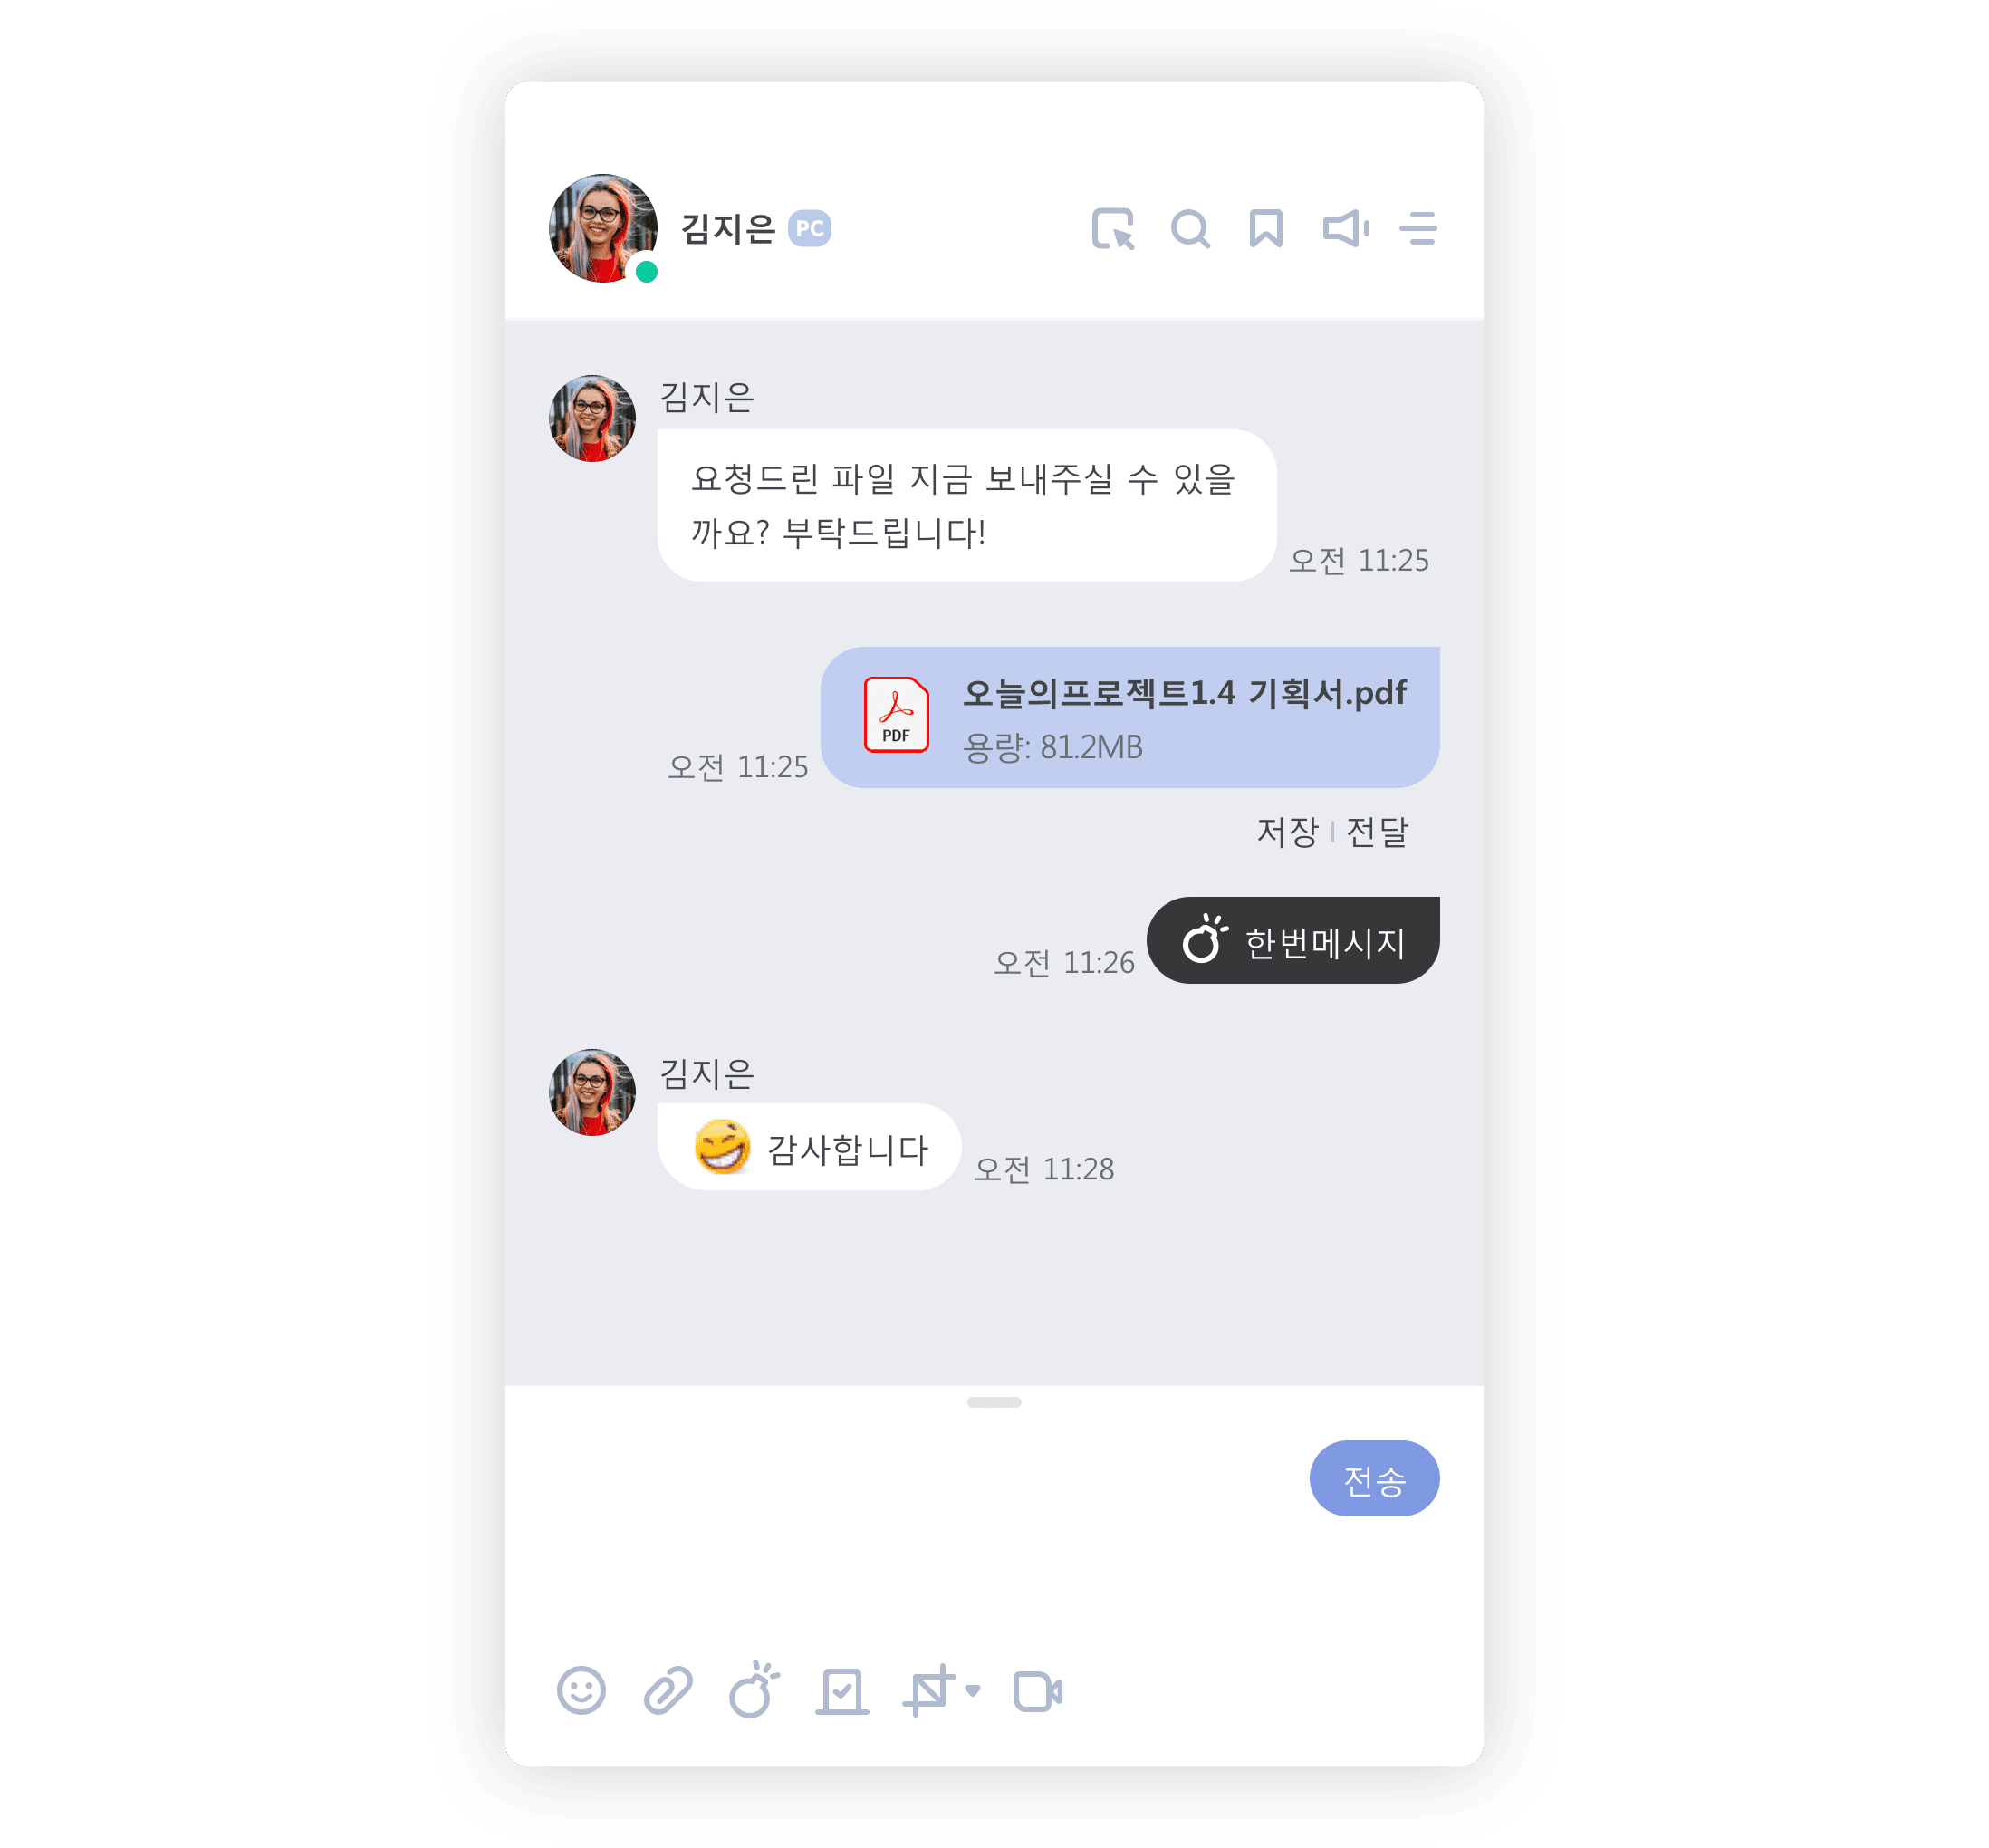 김지은 PC
김지은
요청드린 파일 지금 보내주실 수 있을
까요? 부탁드립니다!
오전 11:25
오늘의프로젝트1.4 기획서.pdf
PDF
용량: 81.2MB
오전 11:25
저장 | 전달
한번메시지
오전 11:26
김지은
감사합니다
오전 11:28
전송